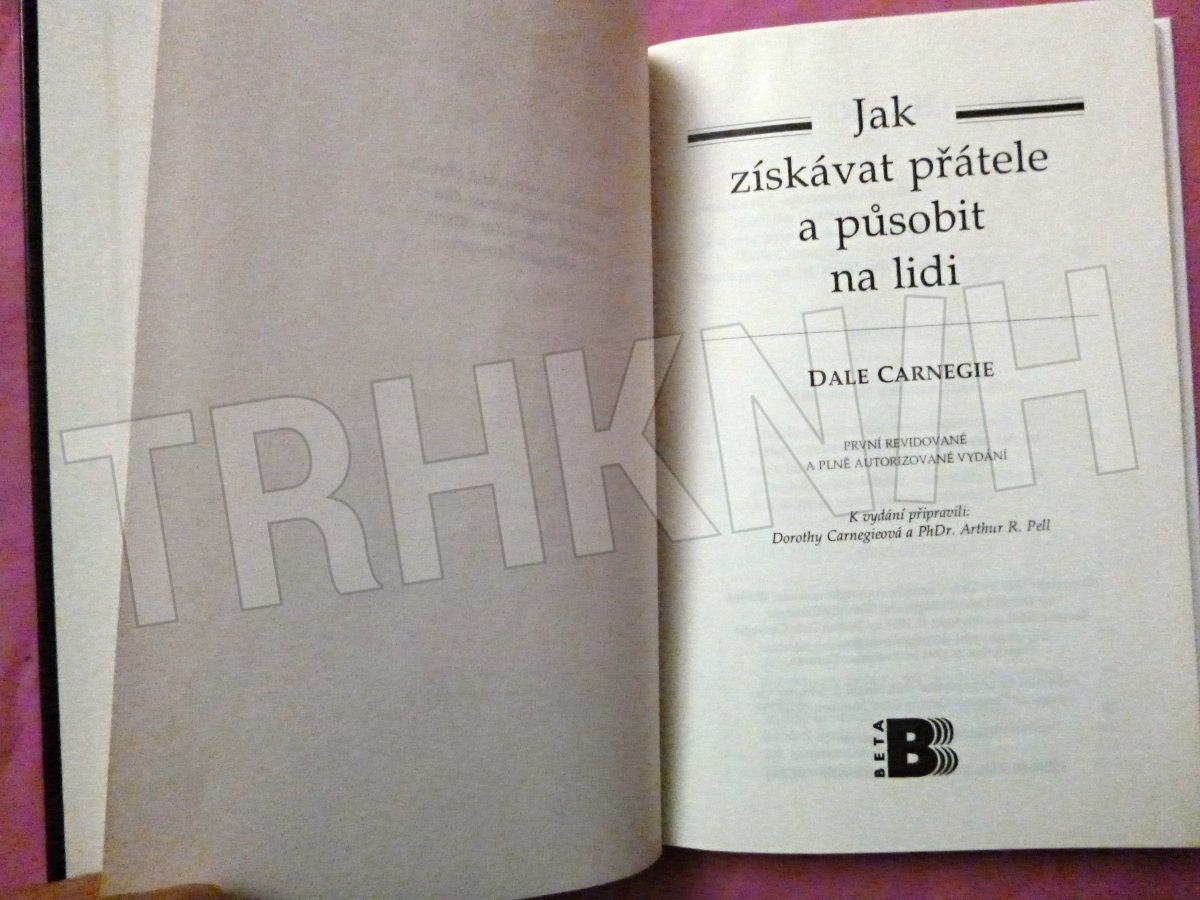 Jak
získávat přátele
a působit
na lidi
DALE CARNEGIE
PRVNÍ REVIDOVANÉ
A PLNĚ AUTORIZOVANÉ VYDÁNÍ
K vydání připravili:
Dorothy Carnegieová a PhDr. Arthur R. Pell
BETA
B
TRHKNIH